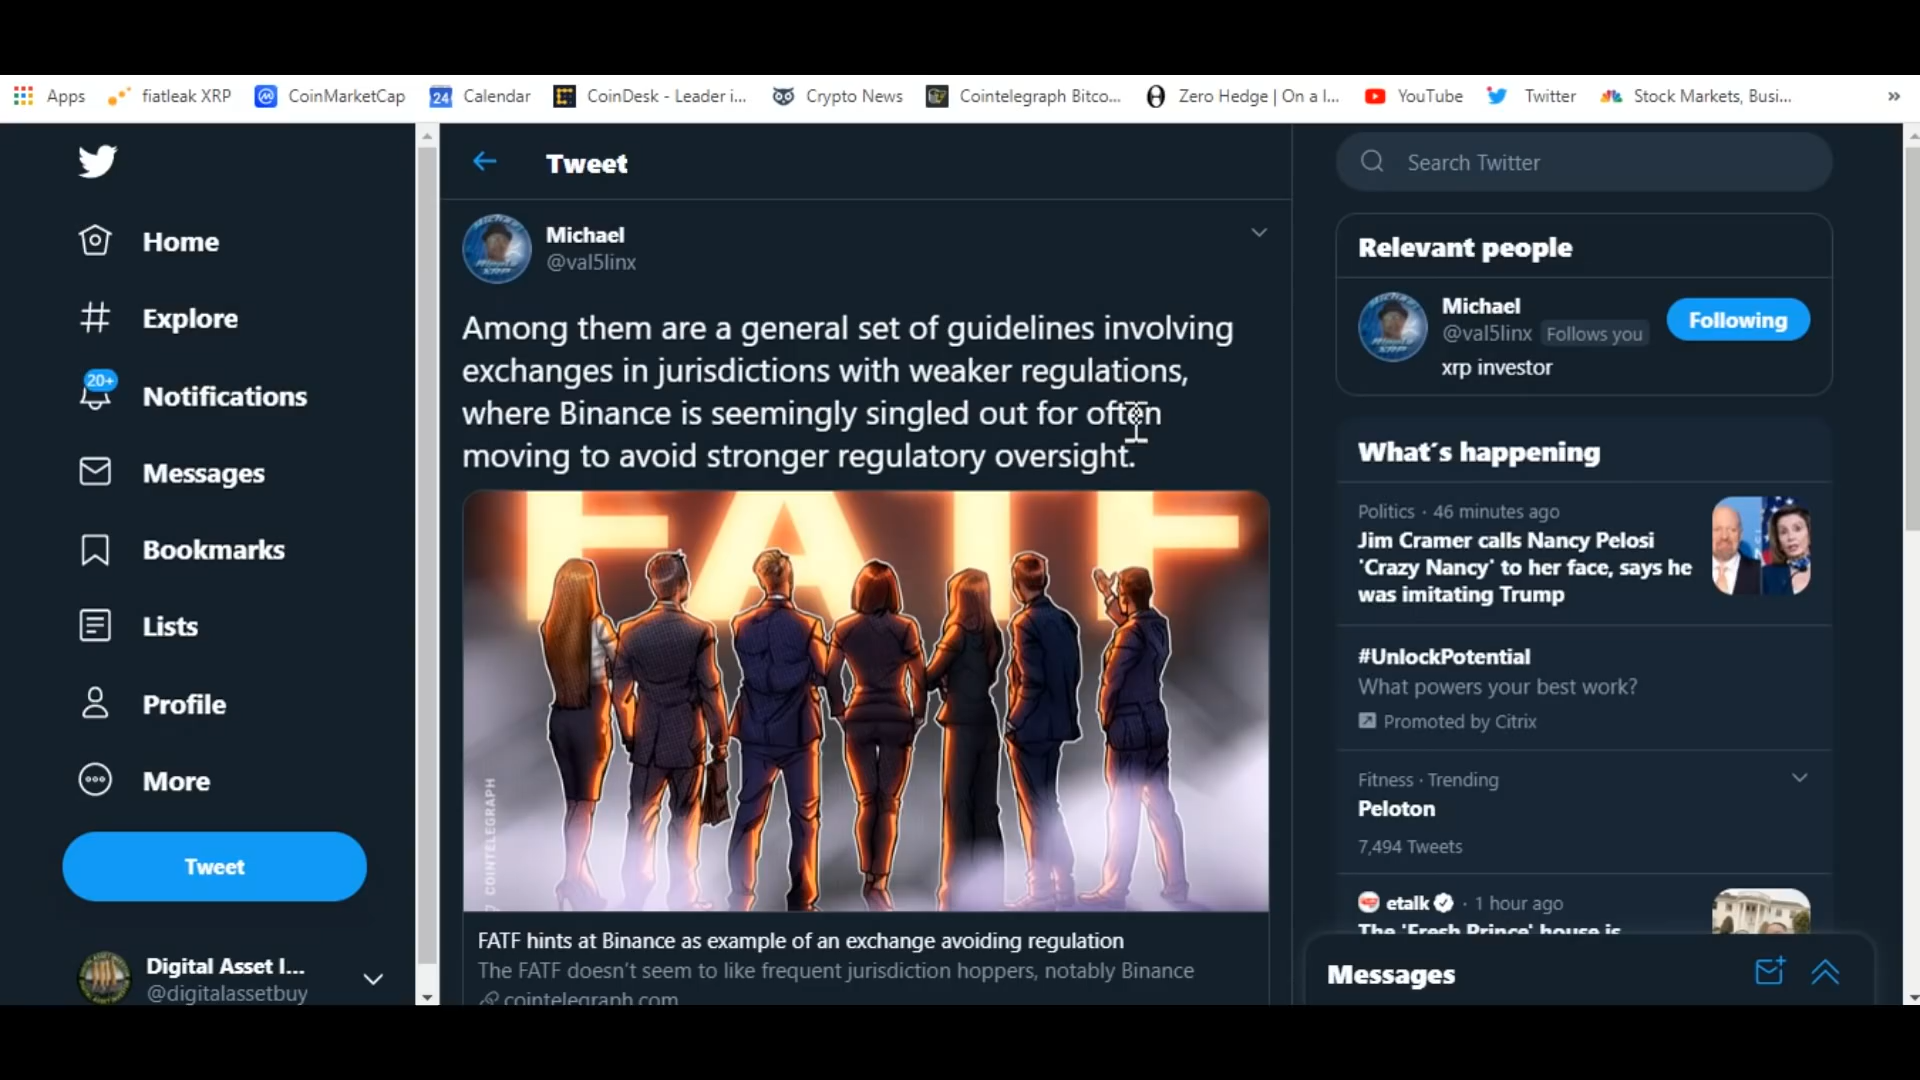 Apps fiatleak XRP CoinMarketCap 24 Calendar CoinDesk - Leader i... Crypto News Cointelegraph Bitco... Zero Hedge | On a l... YouTube Twitter Stock Markets, Busi... »
Home
Explore
20+
Notifications
Messages
Bookmarks
Lists
Profile
More
Tweet
Digital Asset I...
@digitalassetbuy
Tweet
Michael
@val5linx
Among them are a general set of guidelines involving
exchanges in jurisdictions with weaker regulations,
where Binance is seemingly singled out for often
moving to avoid stronger regulatory oversight.
FATF
COINTELEGRAPH
FATF hints at Binance as example of an exchange avoiding regulation
The FATF doesn't seem to like frequent jurisdiction hoppers, notably Binance
cointelegraph.com
Search Twitter
Relevant people
Michael
@val5linx Follows you
Following
xrp investor
What´s happening
Politics · 46 minutes ago
Jim Cramer calls Nancy Pelosi
'Crazy Nancy' to her face, says he
was imitating Trump
#UnlockPotential
What powers your best work?
Promoted by Citrix
Fitness · Trending
Peloton
7,494 Tweets
etalk · 1 hour ago
The 'Fresh Prince' house is
Messages